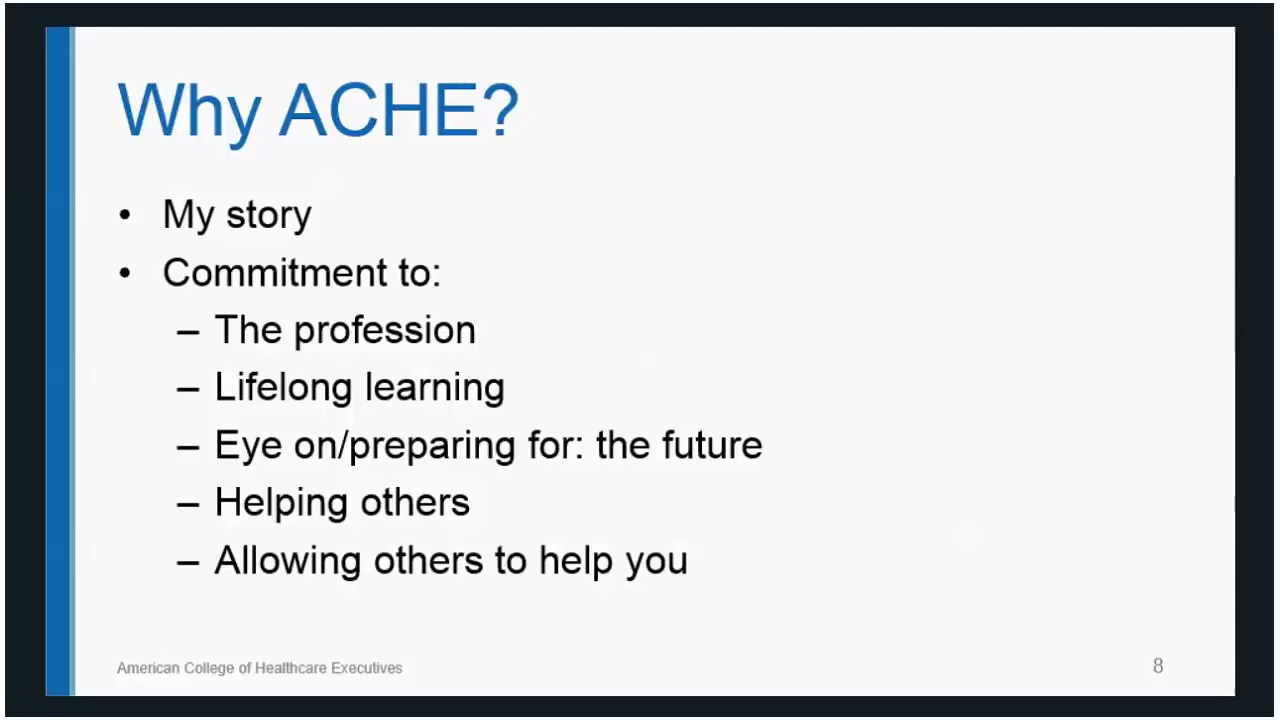 Why ACHE?
• My story
• Commitment to:
– The profession
– Lifelong learning
– Eye on/preparing for: the future
– Helping others
– Allowing others to help you
American College of Healthcare Executives
8